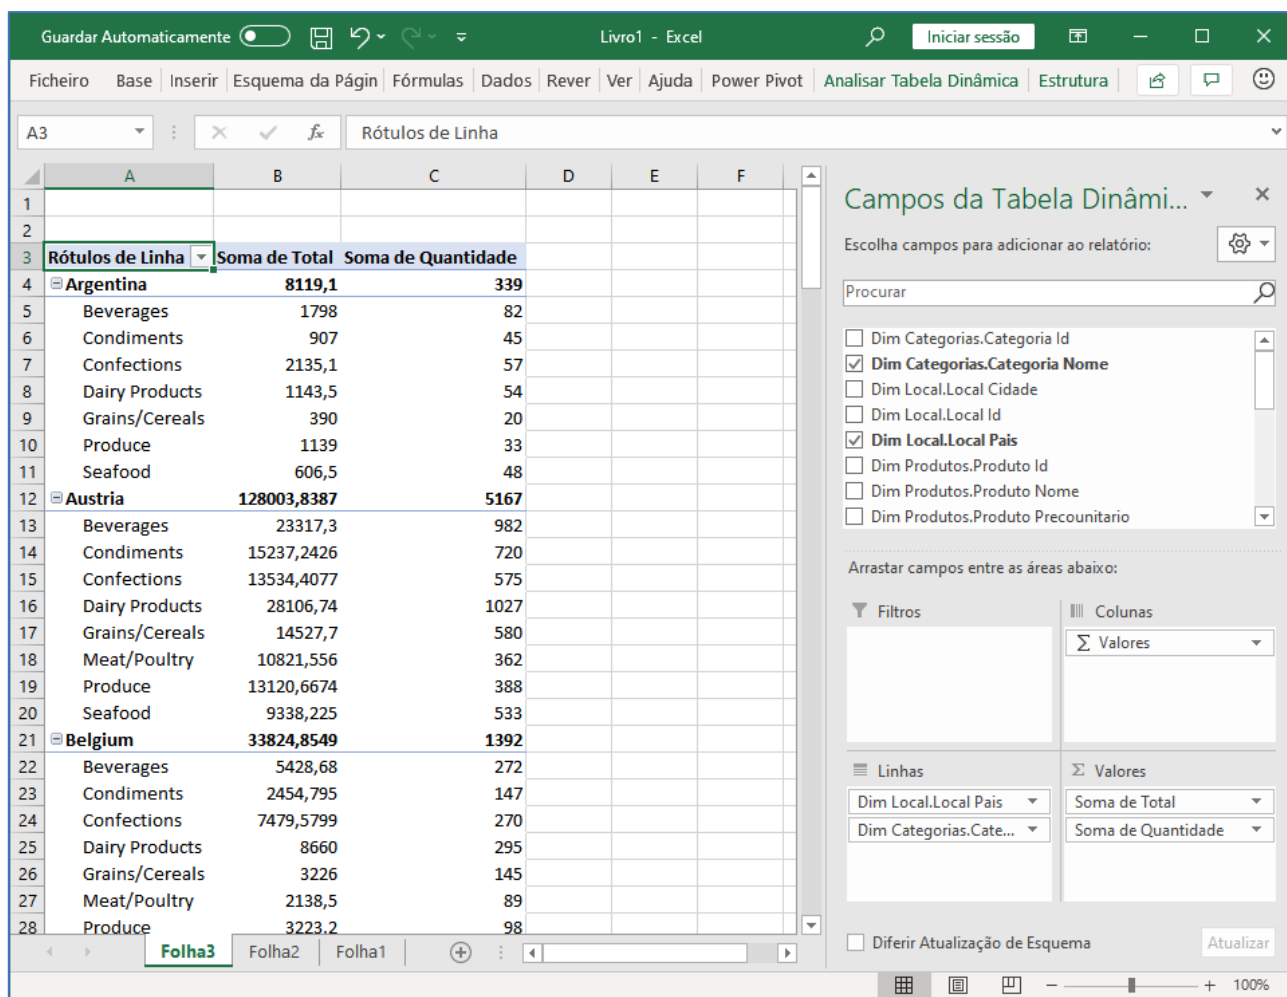 Guardar Automaticamente Livro1 - Excel Iniciar sessão
Ficheiro Base Inserir Esquema da Págin Fórmulas Dados Rever Ver Ajuda Power Pivot Analisar Tabela Dinâmica Estrutura
A3 fx Rótulos de Linha
A B C D E F
1
2
3 Rótulos de Linha Soma de Total Soma de Quantidade
4 Argentina 8119,1 339
5 Beverages 1798 82
6 Condiments 907 45
7 Confections 2135,1 57
8 Dairy Products 1143,5 54
9 Grains/Cereals 390 20
10 Produce 1139 33
11 Seafood 606,5 48
12 Austria 128003,8387 5167
13 Beverages 23317,3 982
14 Condiments 15237,2426 720
15 Confections 13534,4077 575
16 Dairy Products 28106,74 1027
17 Grains/Cereals 14527,7 580
18 Meat/Poultry 10821,556 362
19 Produce 13120,6674 388
20 Seafood 9338,225 533
21 Belgium 33824,8549 1392
22 Beverages 5428,68 272
23 Condiments 2454,795 147
24 Confections 7479,5799 270
25 Dairy Products 8660 295
26 Grains/Cereals 3226 145
27 Meat/Poultry 2138,5 89
28 Produce 3223,2 98
Folha3 Folha2 Folha1
Campos da Tabela Dinâmi...
Escolha campos para adicionar ao relatório:
Procurar
Dim Categorias.Categoria Id
Dim Categorias.Categoria Nome
Dim Local.Local Cidade
Dim Local.Local Id
Dim Local.Local Pais
Dim Produtos.Produto Id
Dim Produtos.Produto Nome
Dim Produtos.Produto Precounitario
Arrastar campos entre as áreas abaixo:
Filtros
Colunas
Σ Valores
Linhas
Dim Local.Local Pais
Dim Categorias.Cate...
Σ Valores
Soma de Total
Soma de Quantidade
Diferir Atualização de Esquema Atualizar
100%